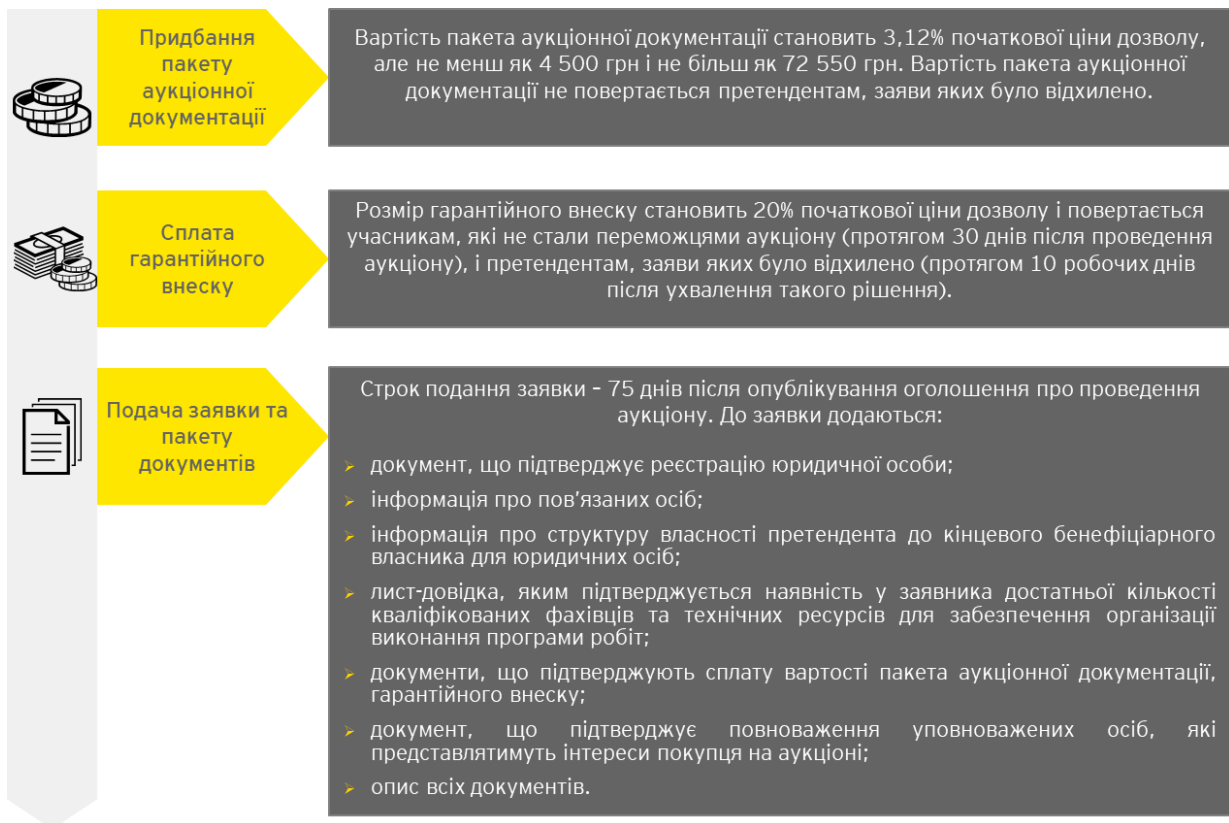 Придбання
пакету
аукціонної
документації
Вартість пакета аукціонної документації становить 3,12% початкової ціни дозволу,
але не менш як 4 500 грн і не більш як 72 550 грн. Вартість пакета аукціонної
документації не повертається претендентам, заяви яких було відхилено.
Сплата
гарантійного
внеску
Розмір гарантійного внеску становить 20% початкової ціни дозволу і повертається
учасникам, які не стали переможцями аукціону (протягом 30 днів після проведення
аукціону), і претендентам, заяви яких було відхилено (протягом 10 робочих днів
після ухвалення такого рішення).
Подача заявки та
пакету
документів
Строк подання заявки – 75 днів після опублікування оголошення про проведення
аукціону. До заявки додаються:
документ, що підтверджує реєстрацію юридичної особи;
інформація про пов’язаних осіб;
інформація про структуру власності претендента до кінцевого бенефіціарного
власника для юридичних осіб;
лист-довідка, яким підтверджується наявність у заявника достатньої кількості
кваліфікованих фахівців та технічних ресурсів для забезпечення організації
виконання програми робіт;
документи, що підтверджують сплату вартості пакета аукціонної документації,
гарантійного внеску;
документ, що підтверджує повноваження уповноважених осіб, які
представлятимуть інтереси покупця на аукціоні;
опис всіх документів.